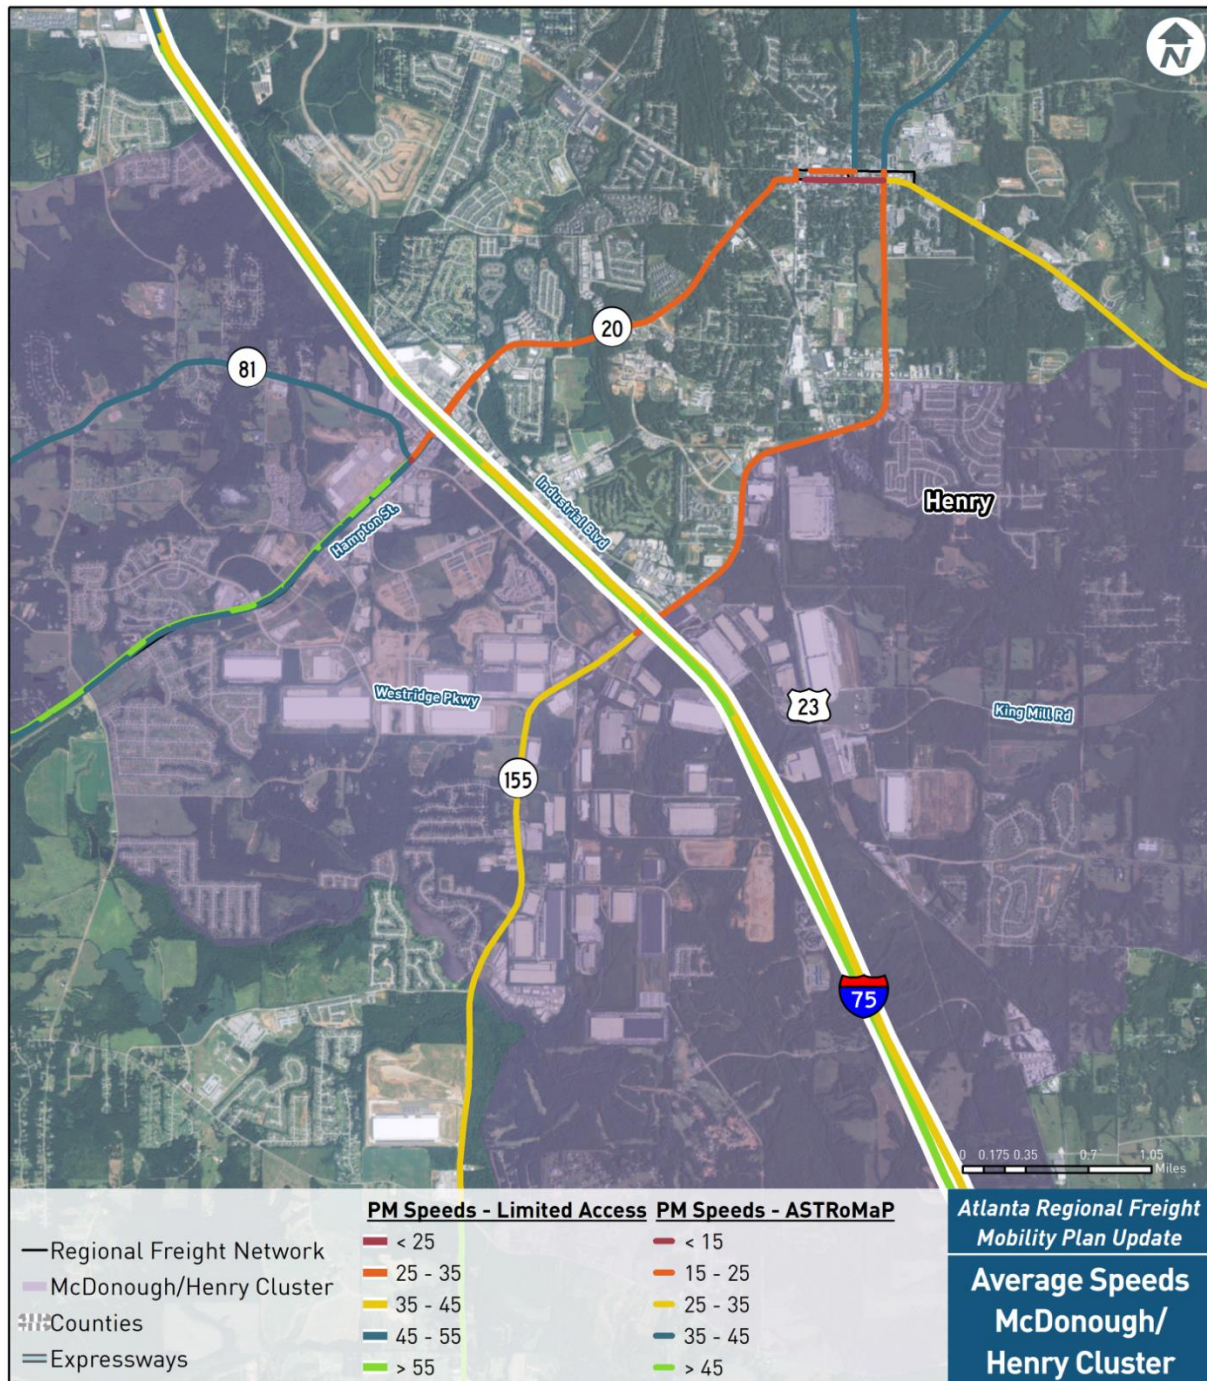 N
20
81
Industrial Blvd
Hampton St.
Henry
Westridge Pkwy
23
King Mill Rd
155
75
0 0.175 0.35 0.7 1.05
Miles
Regional Freight Network
McDonough/Henry Cluster
Counties
Expressways
PM Speeds - Limited Access
< 25
25 - 35
35 - 45
45 - 55
> 55
PM Speeds - ASTRoMaP
< 15
15 - 25
25 - 35
35 - 45
> 45
Atlanta Regional Freight
Mobility Plan Update
Average Speeds
McDonough/
Henry Cluster